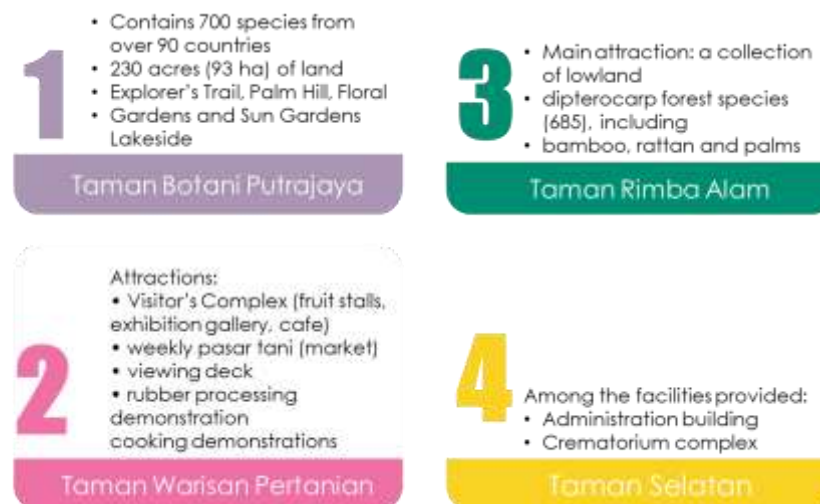 1
• Contains 700 species from
over 90 countries
• 230 acres (93 ha) of land
• Explorer's Trail, Palm Hill, Floral
• Gardens and Sun Gardens
Lakeside
Taman Botani Putrajaya
2
Attractions:
• Visitor's Complex (fruit stalls,
exhibition gallery, cafe)
• weekly pasar tani (market)
• viewing deck
• rubber processing
demonstration
cooking demonstrations
Taman Warisan Pertanian
3
• Main attraction: a collection
of lowland
• dipterocarp forest species
(685), including
• bamboo, rattan and palms
Taman Rimba Alam
4
Among the facilities provided:
• Administration building
• Crematorium complex
Taman Selatan